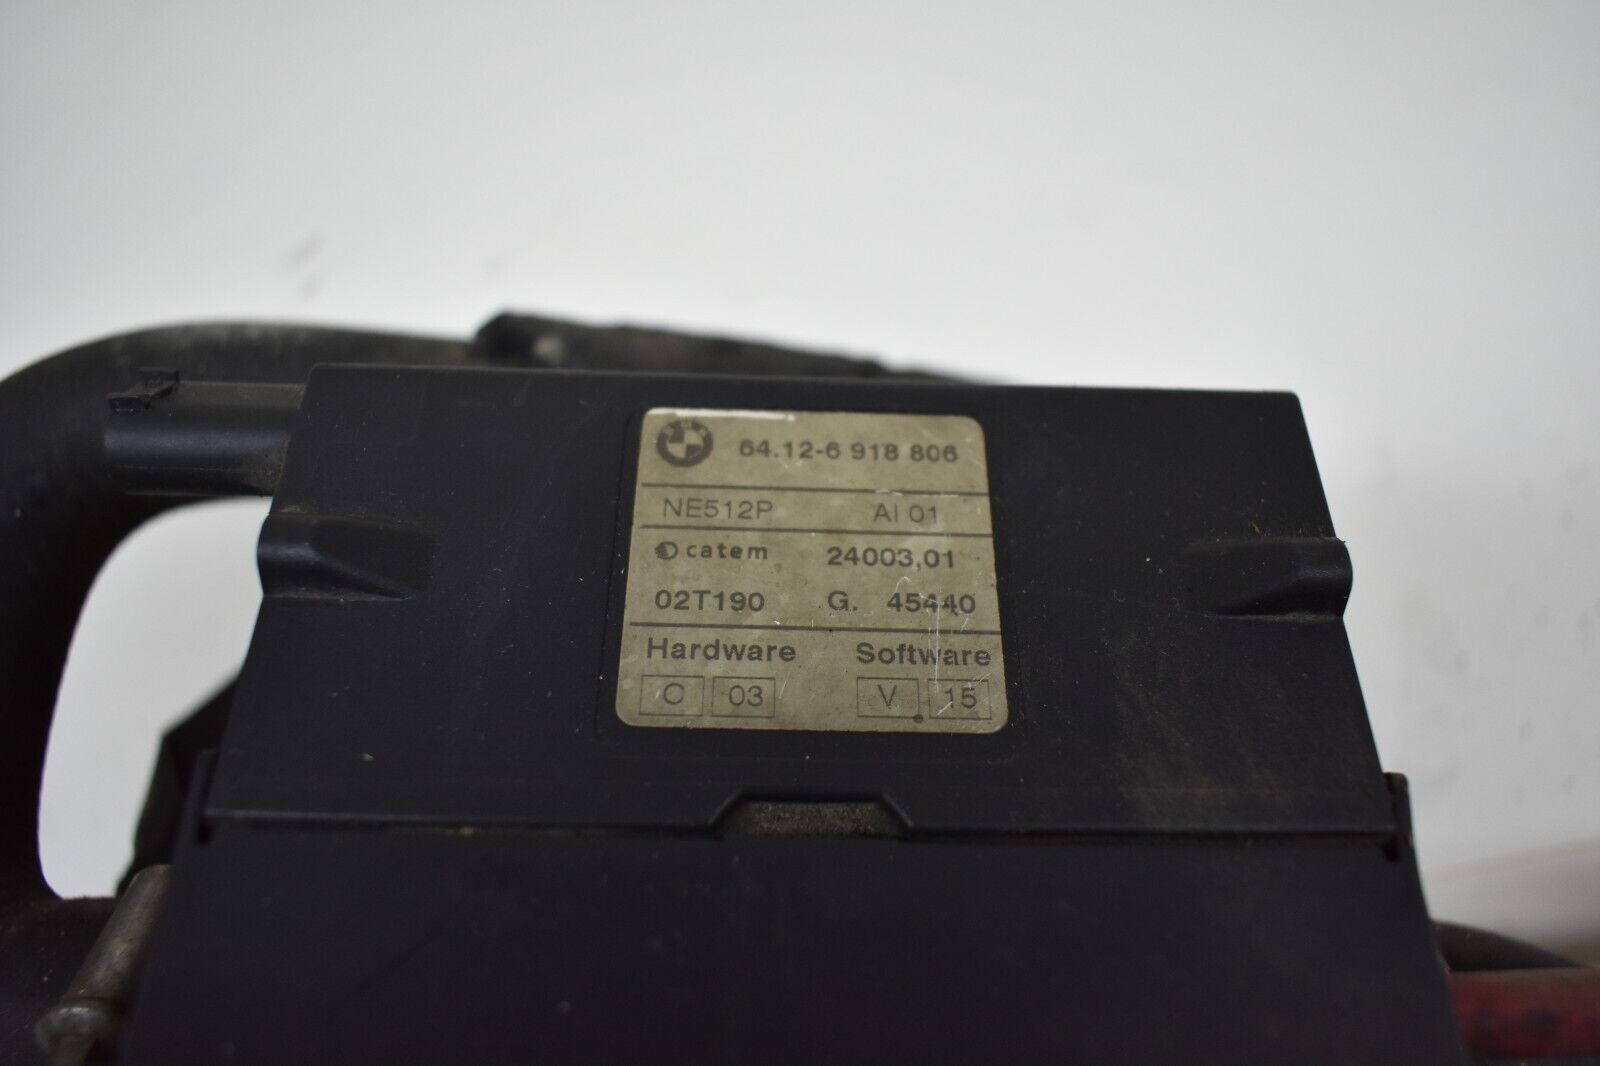 64.12-6 918 806
NE512P AI 01
catem 24003,01
02T190 G. 45440
Hardware Software
C 03 V 15